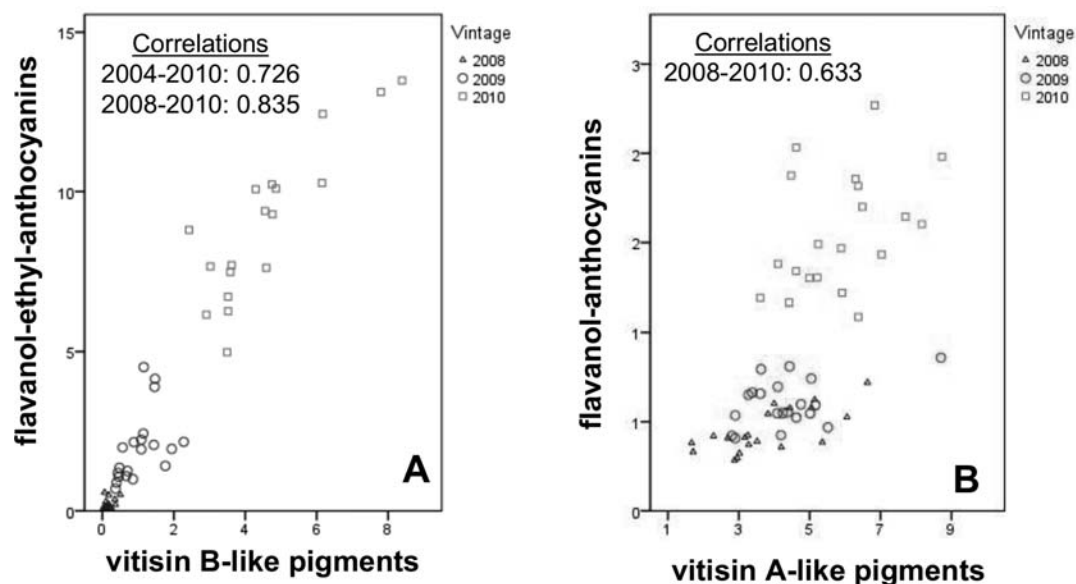 Correlations
2004-2010: 0.726
2008-2010: 0.835
Vintage
2008
2009
2010
flavanol-ethyl-anthocyanins
15
10
5
0
0 2 4 6 8
A
vitisin B-like pigments
Correlations
2008-2010: 0.633
Vintage
2008
2009
2010
flavanol-anthocyanins
3
2
2
1
3
1 3 5 7 9
B
vitisin A-like pigments